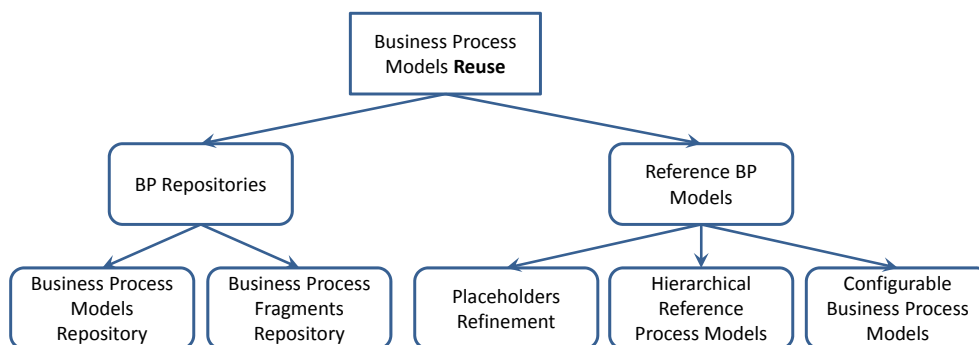 Business Process
Models Reuse
BP Repositories
Reference BP
Models
Business Process
Models
Repository
Business Process
Fragments
Repository
Placeholders
Refinement
Hierarchical
Reference
Process Models
Configurable
Business Process
Models